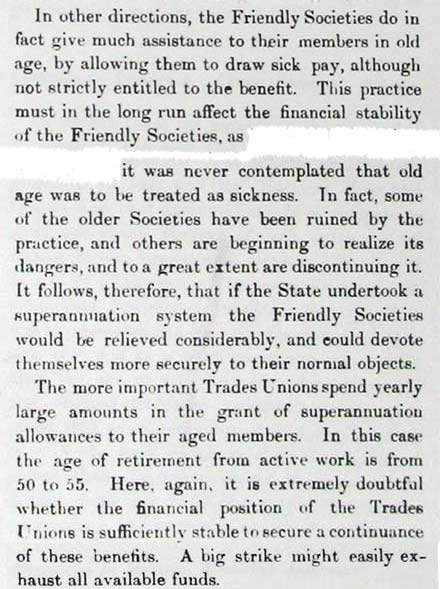 In other directions, the Friendly Societies do in
fact give much assistance to their members in old
age, by allowing them to draw sick pay, although
not strictly entitled to the benefit. This practice
must in the long run affect the financial stability
of the Friendly Societies, as
it was never contemplated that old
age was to be treated as sickness. In fact, some
of the older Societies have been ruined by the
practice, and others are beginning to realize its
dangers, and to a great extent are discontinuing it.
It follows, therefore, that if the State undertook a
superannuation system the Friendly Societies
would be relieved considerably, and could devote
themselves more securely to their normal objects.
The more important Trades Unions spend yearly
large amounts in the grant of superannuation
allowances to their aged members. In this case
the age of retirement from active work is from
50 to 55. Here, again, it is extremely doubtful
whether the financial position of the Trades
Unions is sufficiently stable to secure a continuance
of these benefits. A big strike might easily ex-
haust all available funds.